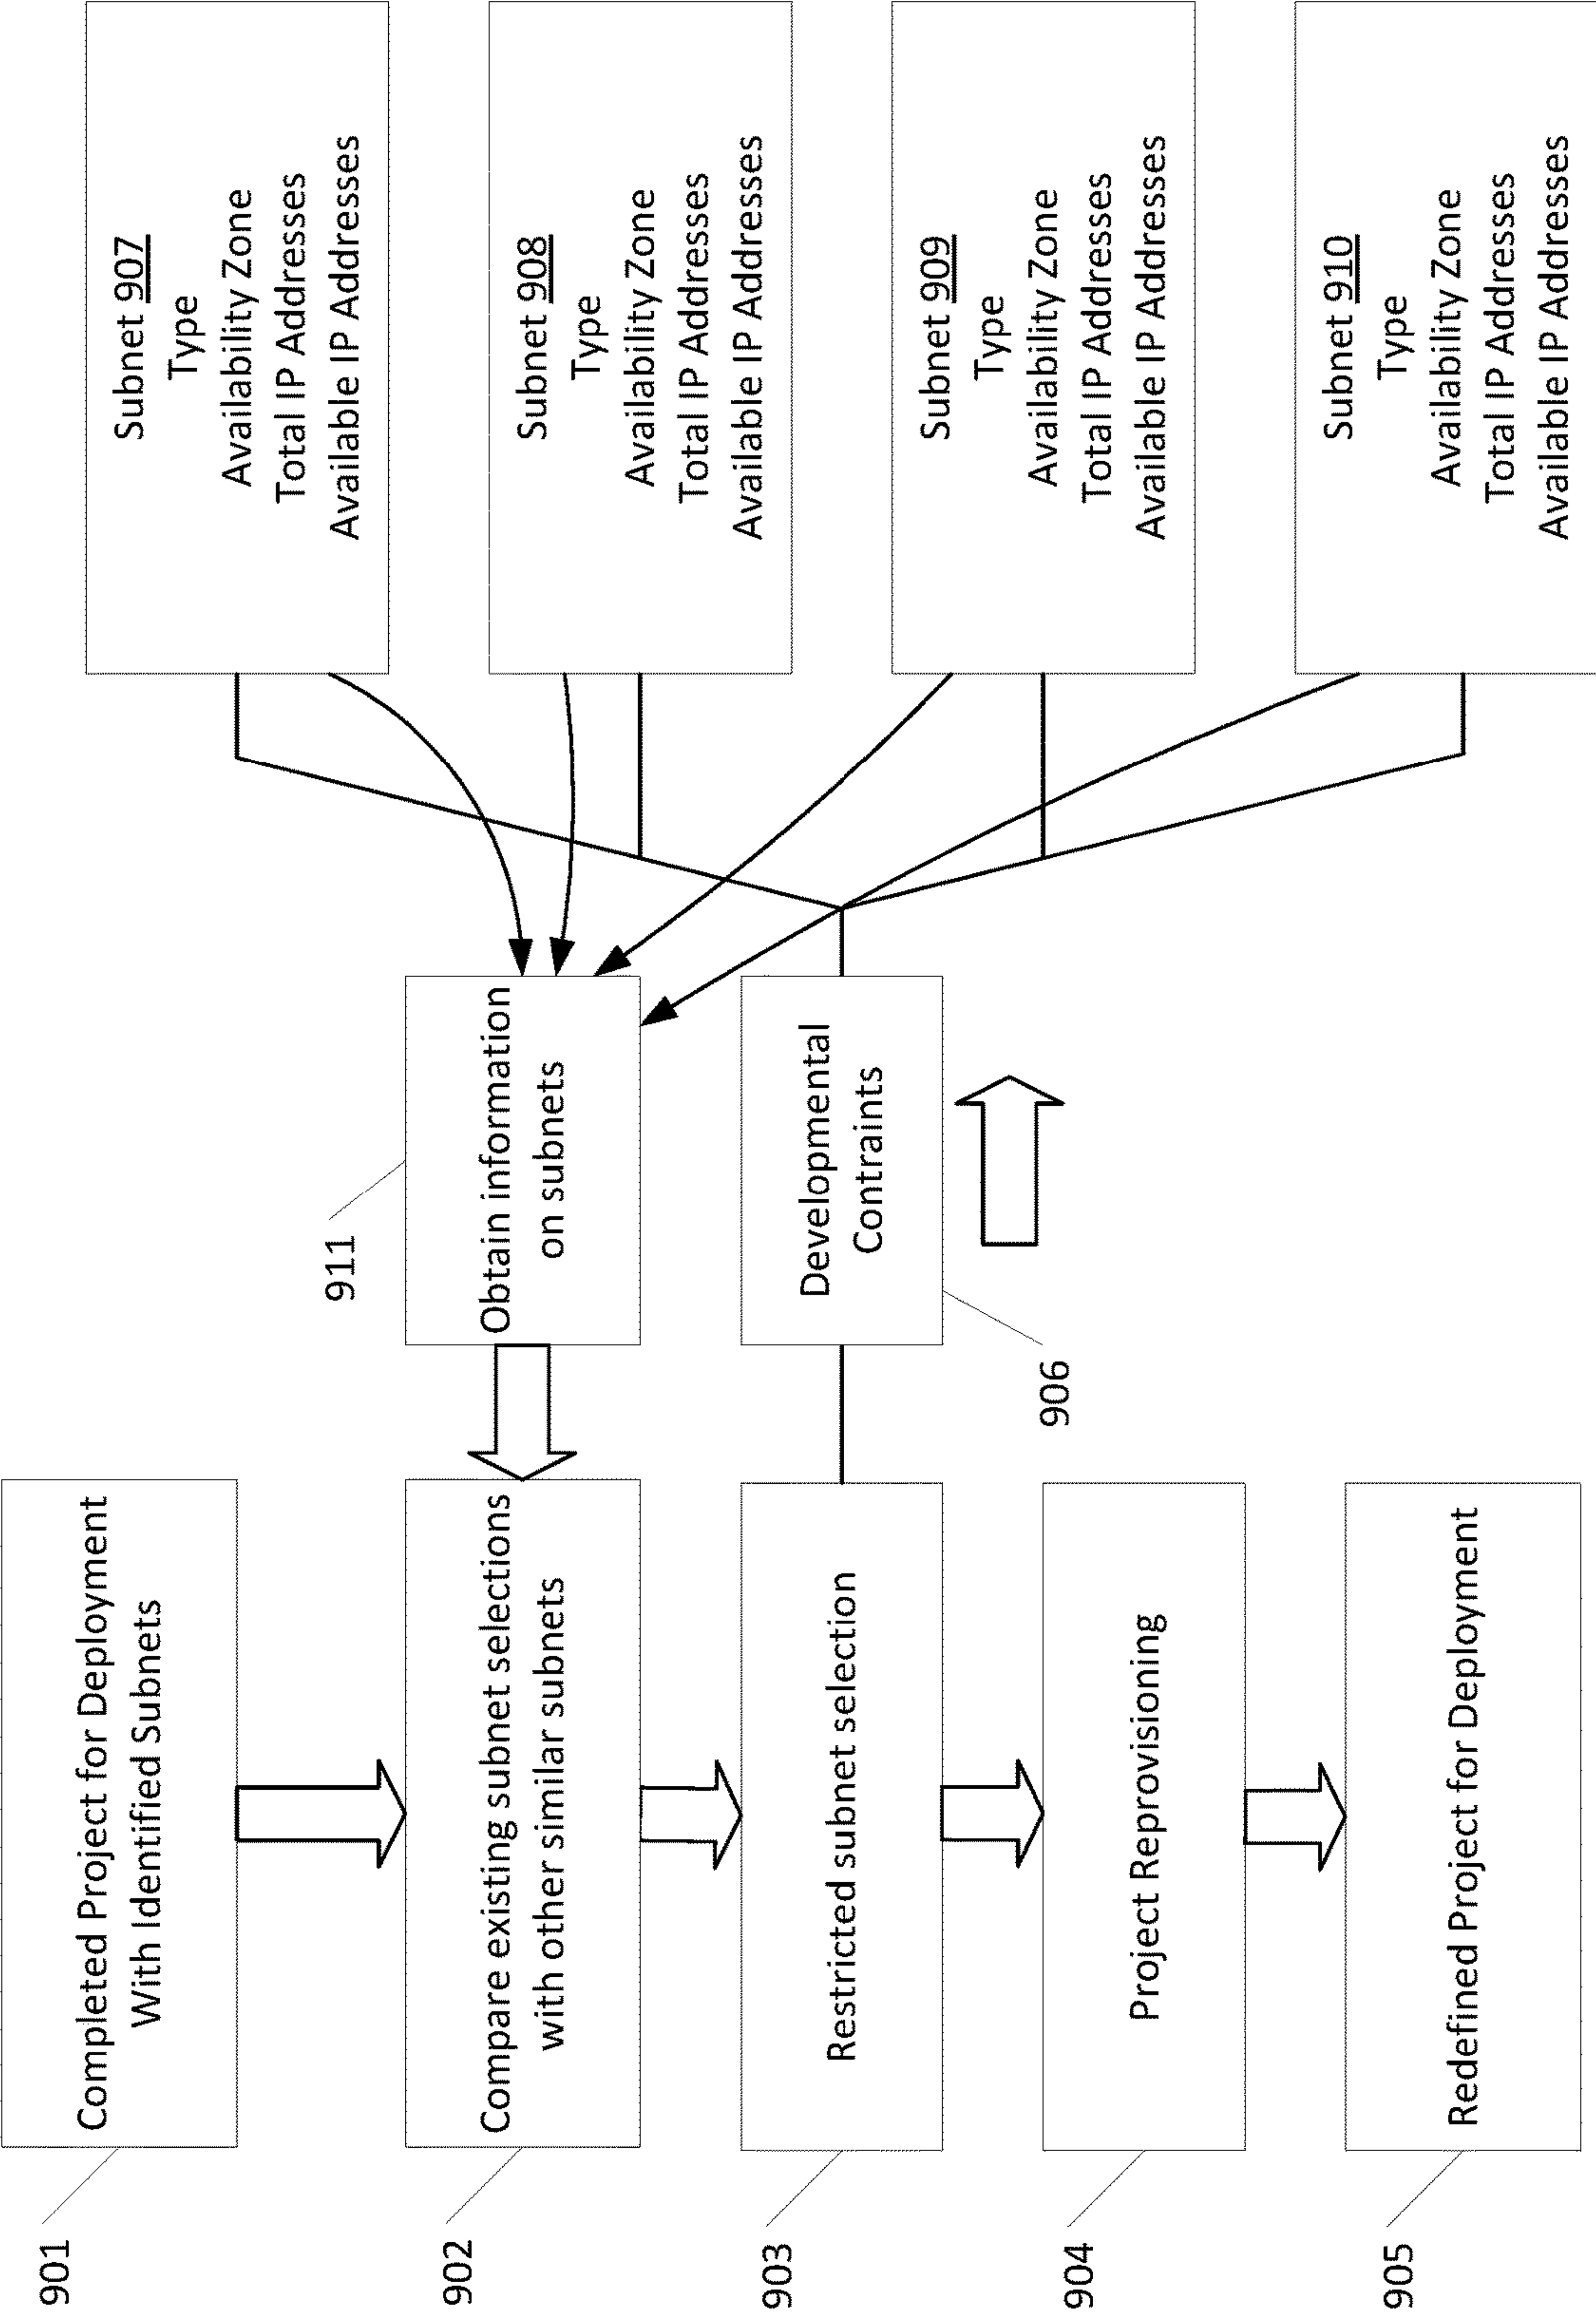 901
Completed Project for Deployment
With Identified Subnets
902
Compare existing subnet selections
with other similar subnets
903
Restricted subnet selection
904
Project Reprovisioning
905
Redefined Project for Deployment
911
Obtain information
on subnets
906
Developmental
Contraints
Subnet 907
Type
Availability Zone
Total IP Addresses
Available IP Addresses
Subnet 908
Type
Availability Zone
Total IP Addresses
Available IP Addresses
Subnet 909
Type
Availability Zone
Total IP Addresses
Available IP Addresses
Subnet 910
Type
Availability Zone
Total IP Addresses
Available IP Addresses